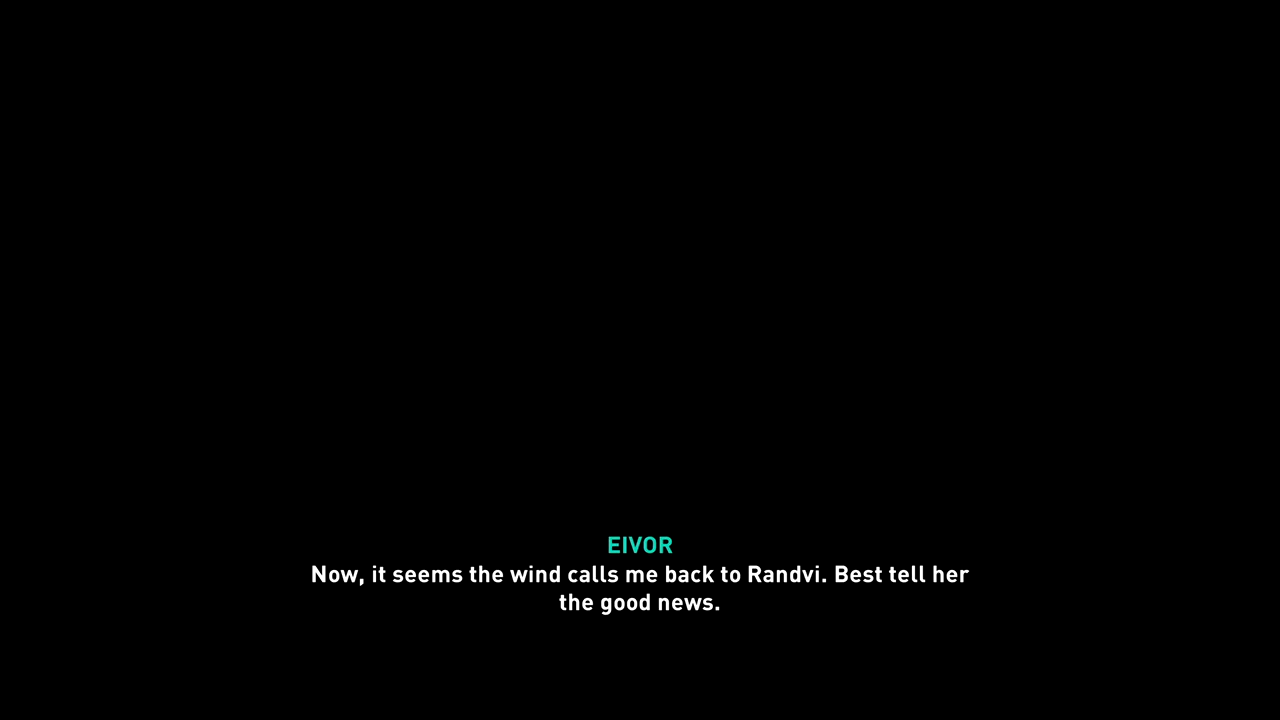 EIVOR
Now, it seems the wind calls me back to Randvi. Best tell her
the good news.